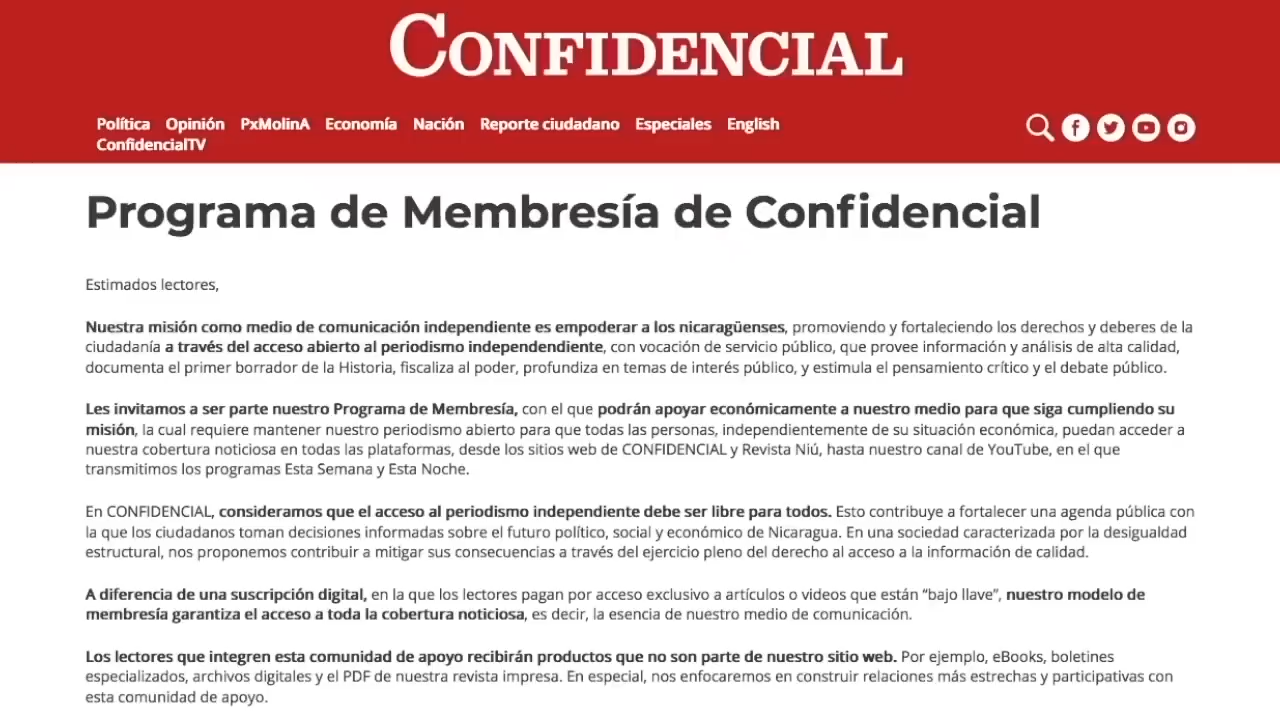 CONFIDENCIAL
Política Opinión PxMolinA Economía Nación Reporte ciudadano Especiales English
ConfidencialTV
Programa de Membresía de Confidencial
Estimados lectores,
Nuestra misión como medio de comunicación independiente es empoderar a los nicaragüenses, promoviendo y fortaleciendo los derechos y deberes de la
ciudadanía a través del acceso abierto al periodismo independendiente, con vocación de servicio público, que provee información y análisis de alta calidad,
documenta el primer borrador de la Historia, fiscaliza al poder, profundiza en temas de interés público, y estimula el pensamiento crítico y el debate público.
Les invitamos a ser parte nuestro Programa de Membresía, con el que podrán apoyar económicamente a nuestro medio para que siga cumpliendo su
misión, la cual requiere mantener nuestro periodismo abierto para que todas las personas, independientemente de su situación económica, puedan acceder a
nuestra cobertura noticiosa en todas las plataformas, desde los sitios web de CONFIDENCIAL y Revista Niú, hasta nuestro canal de YouTube, en el que
transmitimos los programas Esta Semana y Esta Noche.
En CONFIDENCIAL, consideramos que el acceso al periodismo independiente debe ser libre para todos. Esto contribuye a fortalecer una agenda pública con
la que los ciudadanos toman decisiones informadas sobre el futuro político, social y económico de Nicaragua. En una sociedad caracterizada por la desigualdad
estructural, nos proponemos contribuir a mitigar sus consecuencias a través del ejercicio pleno del derecho al acceso a la información de calidad.
A diferencia de una suscripción digital, en la que los lectores pagan por acceso exclusivo a artículos o videos que están “bajo llave”, nuestro modelo de
membresía garantiza el acceso a toda la cobertura noticiosa, es decir, la esencia de nuestro medio de comunicación.
Los lectores que integren esta comunidad de apoyo recibirán productos que no son parte de nuestro sitio web. Por ejemplo, eBooks, boletines
especializados, archivos digitales y el PDF de nuestra revista impresa. En especial, nos enfocaremos en construir relaciones más estrechas y participativas con
esta comunidad de apoyo.